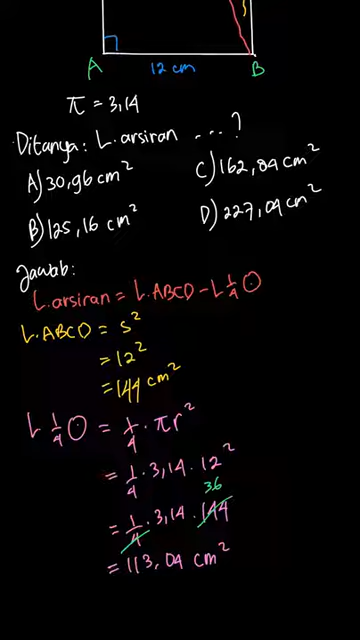 A
12 cm
B
π = 3,14
Ditanya: L.arsiran ....?
A) 30,96 cm²
C) 162,84 cm²
B) 125,16 cm²
D) 227,04 cm²
Jawab:
L.arsiran = L.ABCD - L 1/4 O
L.ABCD = s²
= 12²
= 144 cm²
L 1/4 O = 1/4 . πr²
= 1/4 . 3,14 . 12²
36
= 1/4 . 3,14 . 144
= 113,04 cm²